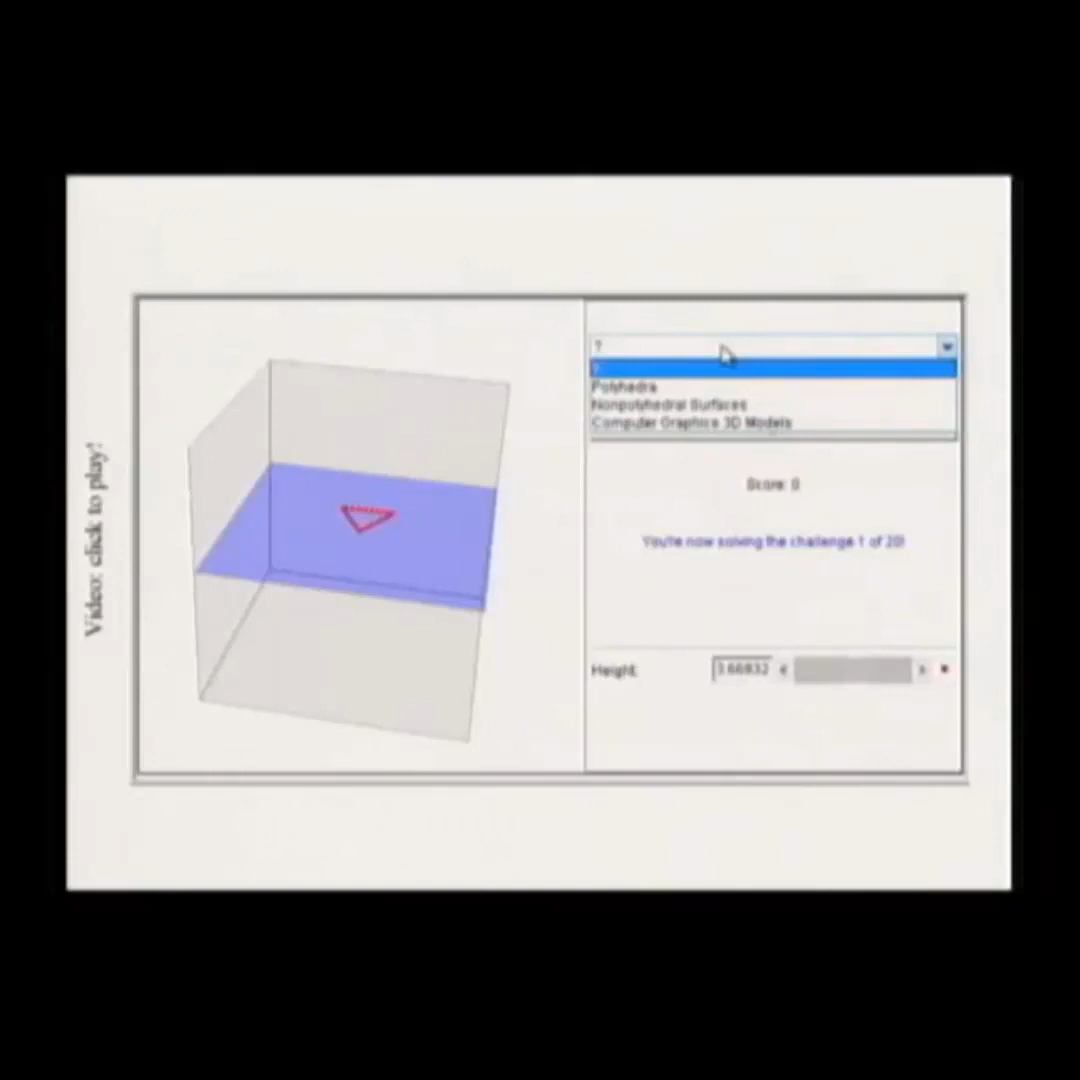 Video: click to play!
?
?
Polyhedra
Nonpolyhedral Surfaces
Computer Graphics 3D Models
Score: 0
You're now solving the challenge 1 of 20!
Height: